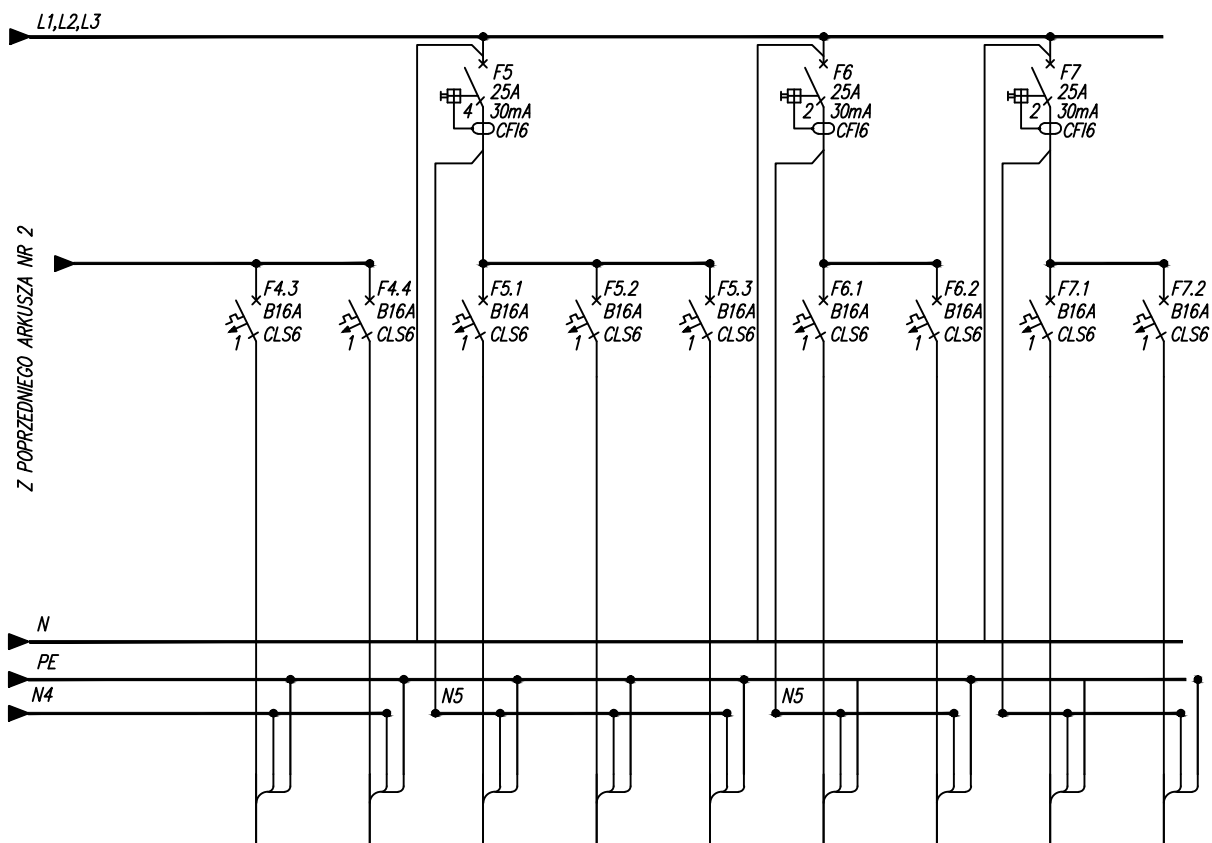 L1,L2,L3
F5
25A
4 30mA
CFI6
F6
25A
2 30mA
CFI6
F7
25A
2 30mA
CFI6
Z POPRZEDNIEGO ARKUSZA NR 2
F4.3
B16A
CLS6
1
F4.4
B16A
CLS6
1
F5.1
B16A
CLS6
1
F5.2
B16A
CLS6
1
F5.3
B16A
CLS6
1
F6.1
B16A
CLS6
1
F6.2
B16A
CLS6
1
F7.1
B16A
CLS6
1
F7.2
B16A
CLS6
1
N
PE
N4
N5
N5